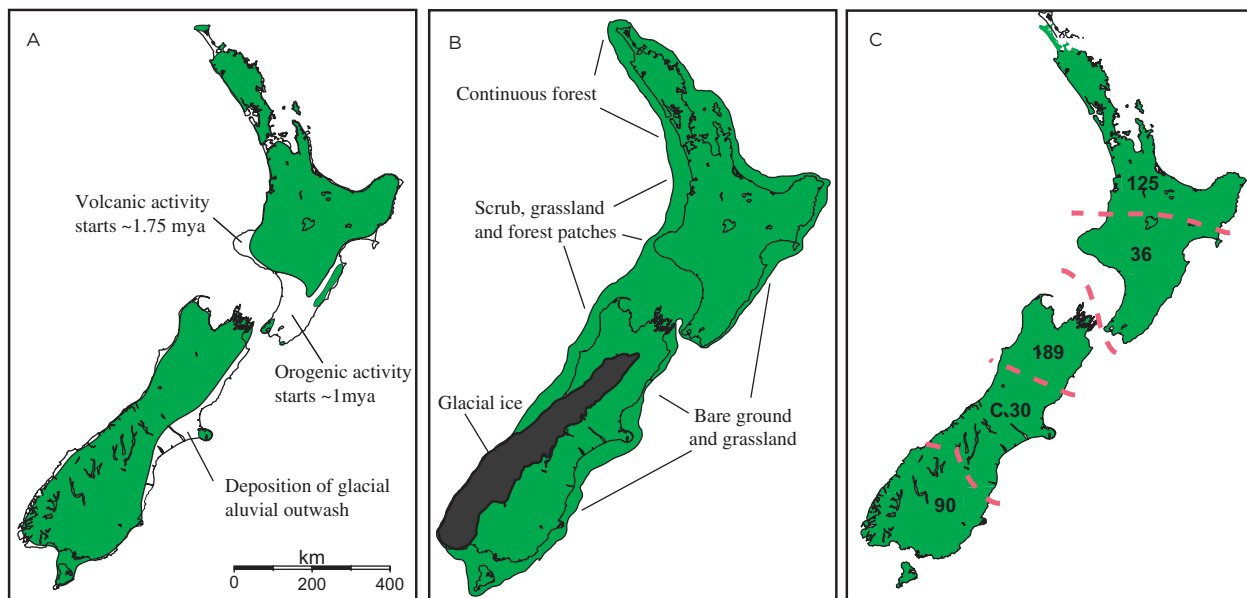 A
Volcanic activity
starts ~1.75 mya
Orogenic activity
starts ~1mya
Deposition of glacial
aluvial outwash
km
0 200 400
B
Continuous forest
Scrub, grassland
and forest patches
Glacial ice
Bare ground
and grassland
C
125
36
189
C.30
90